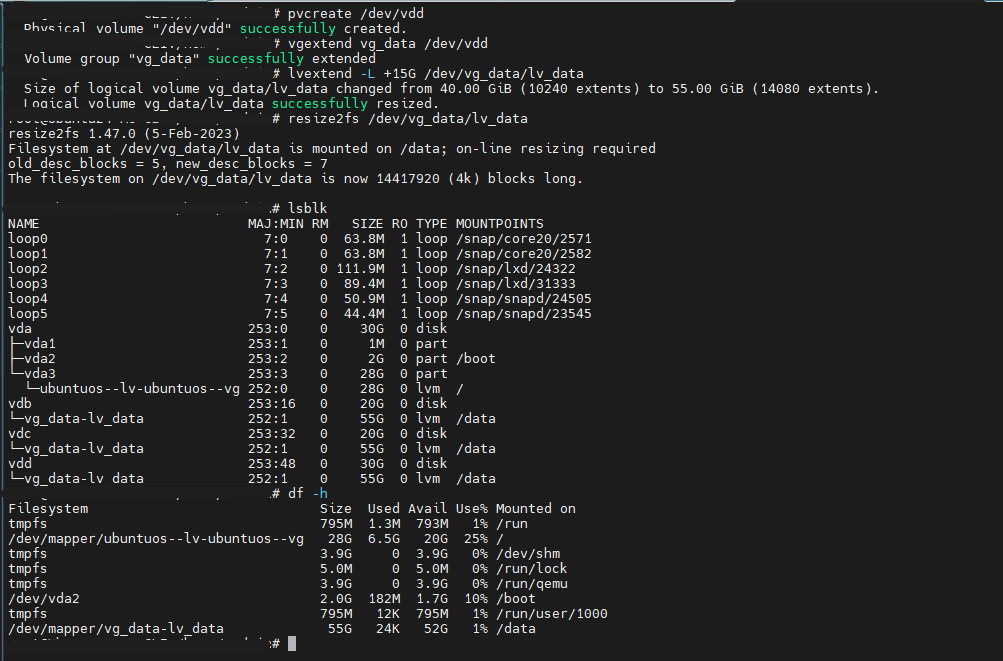 # pvcreate /dev/vdd
Physical volume "/dev/vdd" successfully created.
# vgextend vg_data /dev/vdd
Volume group "vg_data" successfully extended
# lvextend -L +15G /dev/vg_data/lv_data
Size of logical volume vg_data/lv_data changed from 40.00 GiB (10240 extents) to 55.00 GiB (14080 extents).
Logical volume vg_data/lv_data successfully resized.
# resize2fs /dev/vg_data/lv_data
resize2fs 1.47.0 (5-Feb-2023)
Filesystem at /dev/vg_data/lv_data is mounted on /data; on-line resizing required
old_desc_blocks = 5, new_desc_blocks = 7
The filesystem on /dev/vg_data/lv_data is now 14417920 (4k) blocks long.
# lsblk
NAME MAJ:MIN RM SIZE RO TYPE MOUNTPOINTS
loop0 7:0 0 63.8M 1 loop /snap/core20/2571
loop1 7:1 0 63.8M 1 loop /snap/core20/2582
loop2 7:2 0 111.9M 1 loop /snap/lxd/24322
loop3 7:3 0 89.4M 1 loop /snap/lxd/31333
loop4 7:4 0 50.9M 1 loop /snap/snapd/24505
loop5 7:5 0 44.4M 1 loop /snap/snapd/23545
vda 253:0 0 30G 0 disk
├─vda1 253:1 0 1M 0 part
├─vda2 253:2 0 2G 0 part /boot
└─vda3 253:3 0 28G 0 part
└─ubuntuos--lv-ubuntuos--vg 252:0 0 28G 0 lvm /
vdb 253:16 0 20G 0 disk
└─vg_data-lv_data 252:1 0 55G 0 lvm /data
vdc 253:32 0 20G 0 disk
└─vg_data-lv_data 252:1 0 55G 0 lvm /data
vdd 253:48 0 30G 0 disk
└─vg_data-lv data 252:1 0 55G 0 lvm /data
# df -h
Filesystem Size Used Avail Use% Mounted on
tmpfs 795M 1.3M 793M 1% /run
/dev/mapper/ubuntuos--lv-ubuntuos--vg 28G 6.5G 20G 25% /
tmpfs 3.9G 0 3.9G 0% /dev/shm
tmpfs 5.0M 0 5.0M 0% /run/lock
tmpfs 3.9G 0 3.9G 0% /run/qemu
/dev/vda2 2.0G 182M 1.7G 10% /boot
tmpfs 795M 12K 795M 1% /run/user/1000
/dev/mapper/vg_data-lv_data 55G 24K 52G 1% /data
#